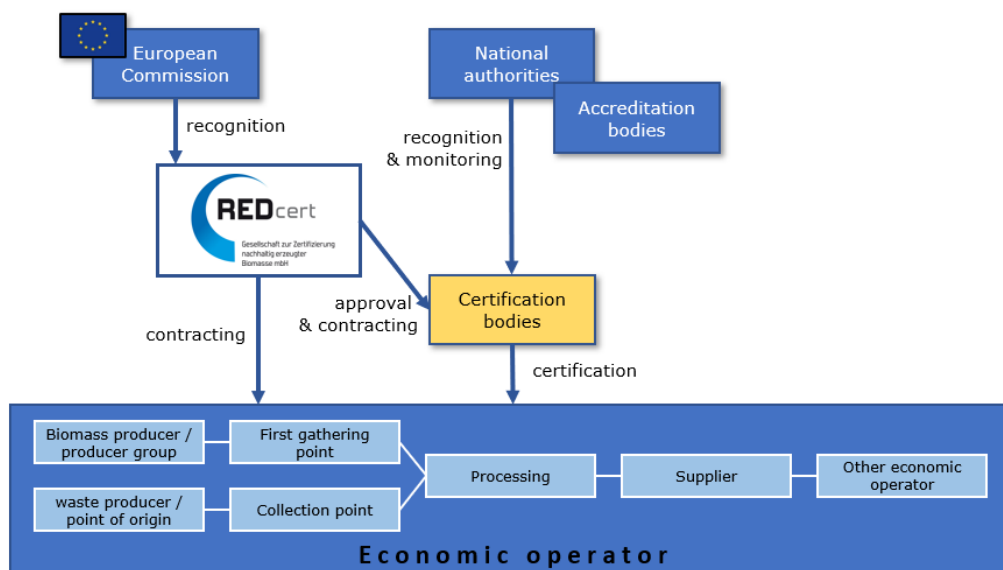 European
Commission
National
authorities
Accreditation
bodies
recognition
recognition
& monitoring
REDcert
Gesellschaft zur Zertifizierung
nachhaltig erzeugter
Biomasse mbH
approval
& contracting
Certification
bodies
contracting
certification
Biomass producer /
producer group
First gathering
point
Processing
Supplier
Other economic
operator
waste producer /
point of origin
Collection point
Economic operator